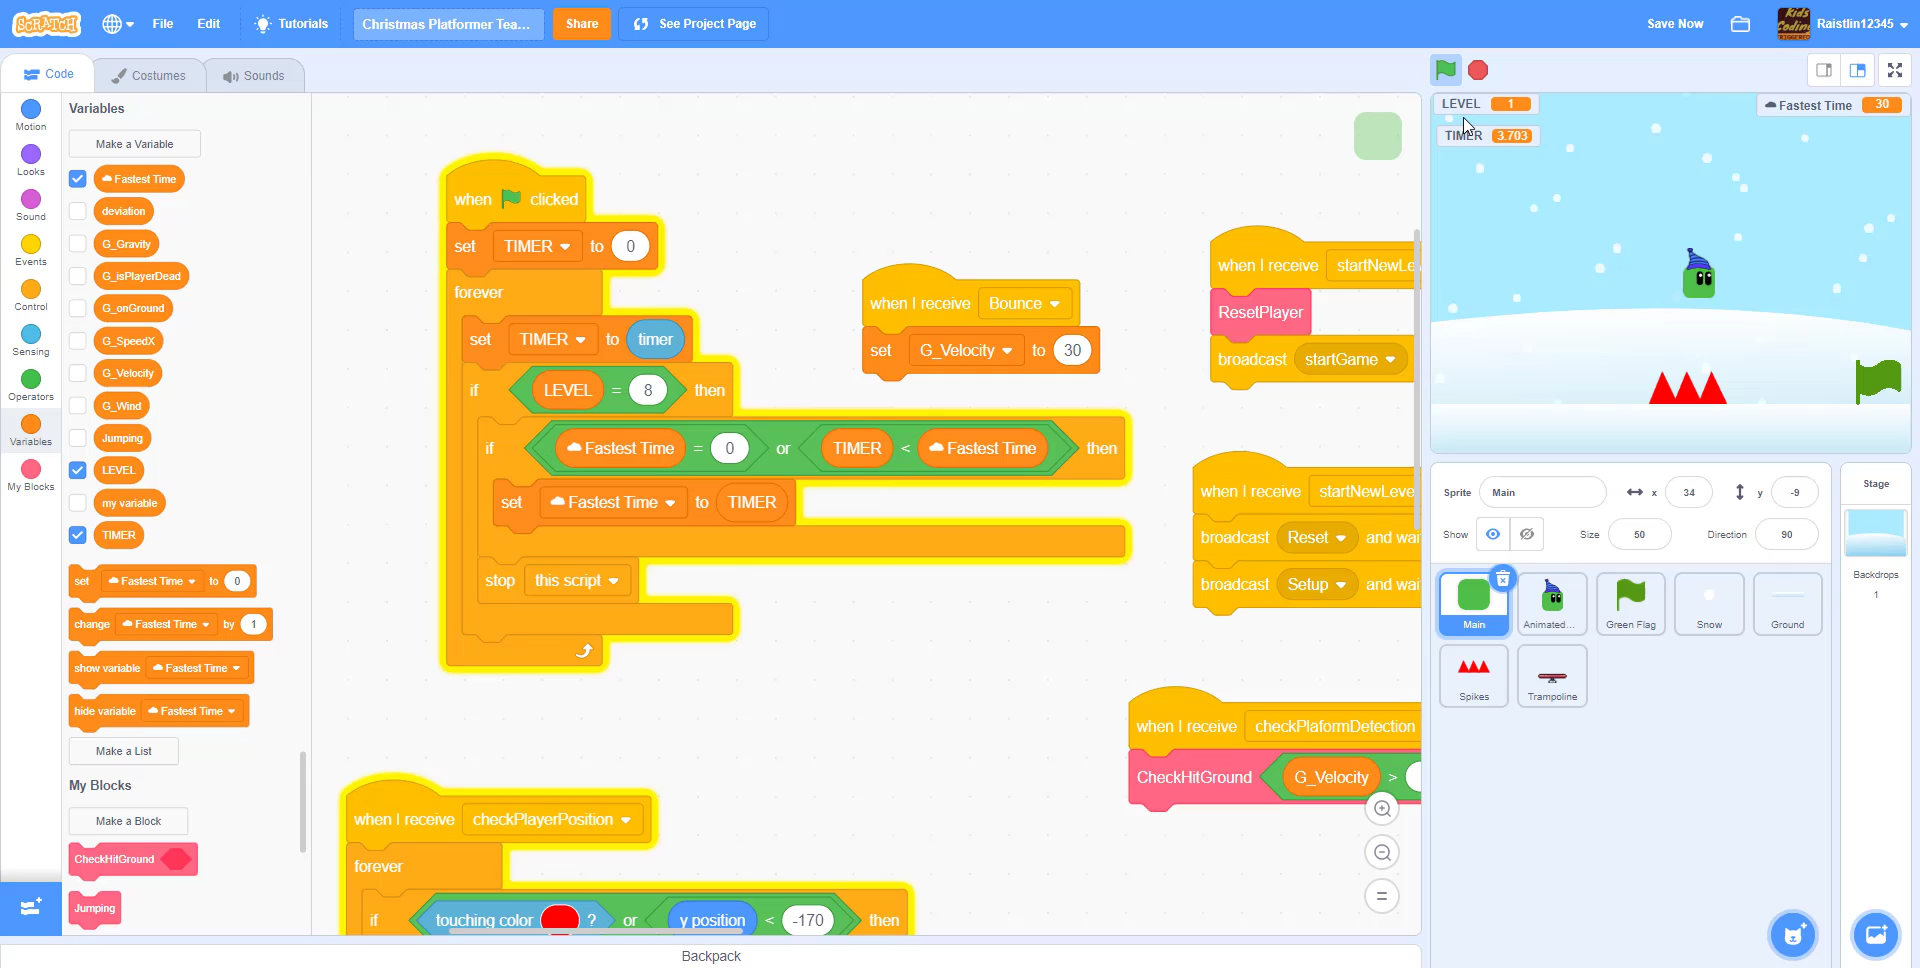 SCRATCH
File
Edit
Tutorials
Christmas Platformer Tea...
Share
See Project Page
Save Now
Raistlin12345
Code
Costumes
Sounds
Motion
Looks
Sound
Events
Control
Sensing
Operators
Variables
My Blocks
Variables
Make a Variable
Fastest Time
deviation
G_Gravity
G_isPlayerDead
G_onGround
G_SpeedX
G_Velocity
G_Wind
Jumping
LEVEL
my variable
TIMER
set Fastest Time to 0
change Fastest Time by 1
show variable Fastest Time
hide variable Fastest Time
Make a List
My Blocks
Make a Block
CheckHitGround
Jumping
when clicked
set TIMER to 0
forever
set TIMER to timer
if LEVEL = 8 then
if Fastest Time = 0 or TIMER < Fastest Time then
set Fastest Time to TIMER
stop this script
when I receive checkPlayerPosition
forever
if touching color ? or y position < -170 then
when I receive Bounce
set G_Velocity to 30
when I receive startNewLe
ResetPlayer
broadcast startGame
when I receive startNewLeve
broadcast Reset and wai
broadcast Setup and wai
when I receive checkPlaformDetection
CheckHitGround G_Velocity >
Backpack
LEVEL 1
Fastest Time 30
TIMER 3.703
Sprite Main x 34 y -9
Show Size 50 Direction 90
Main
Animated...
Green Flag
Snow
Ground
Spikes
Trampoline
Stage
Backdrops
1